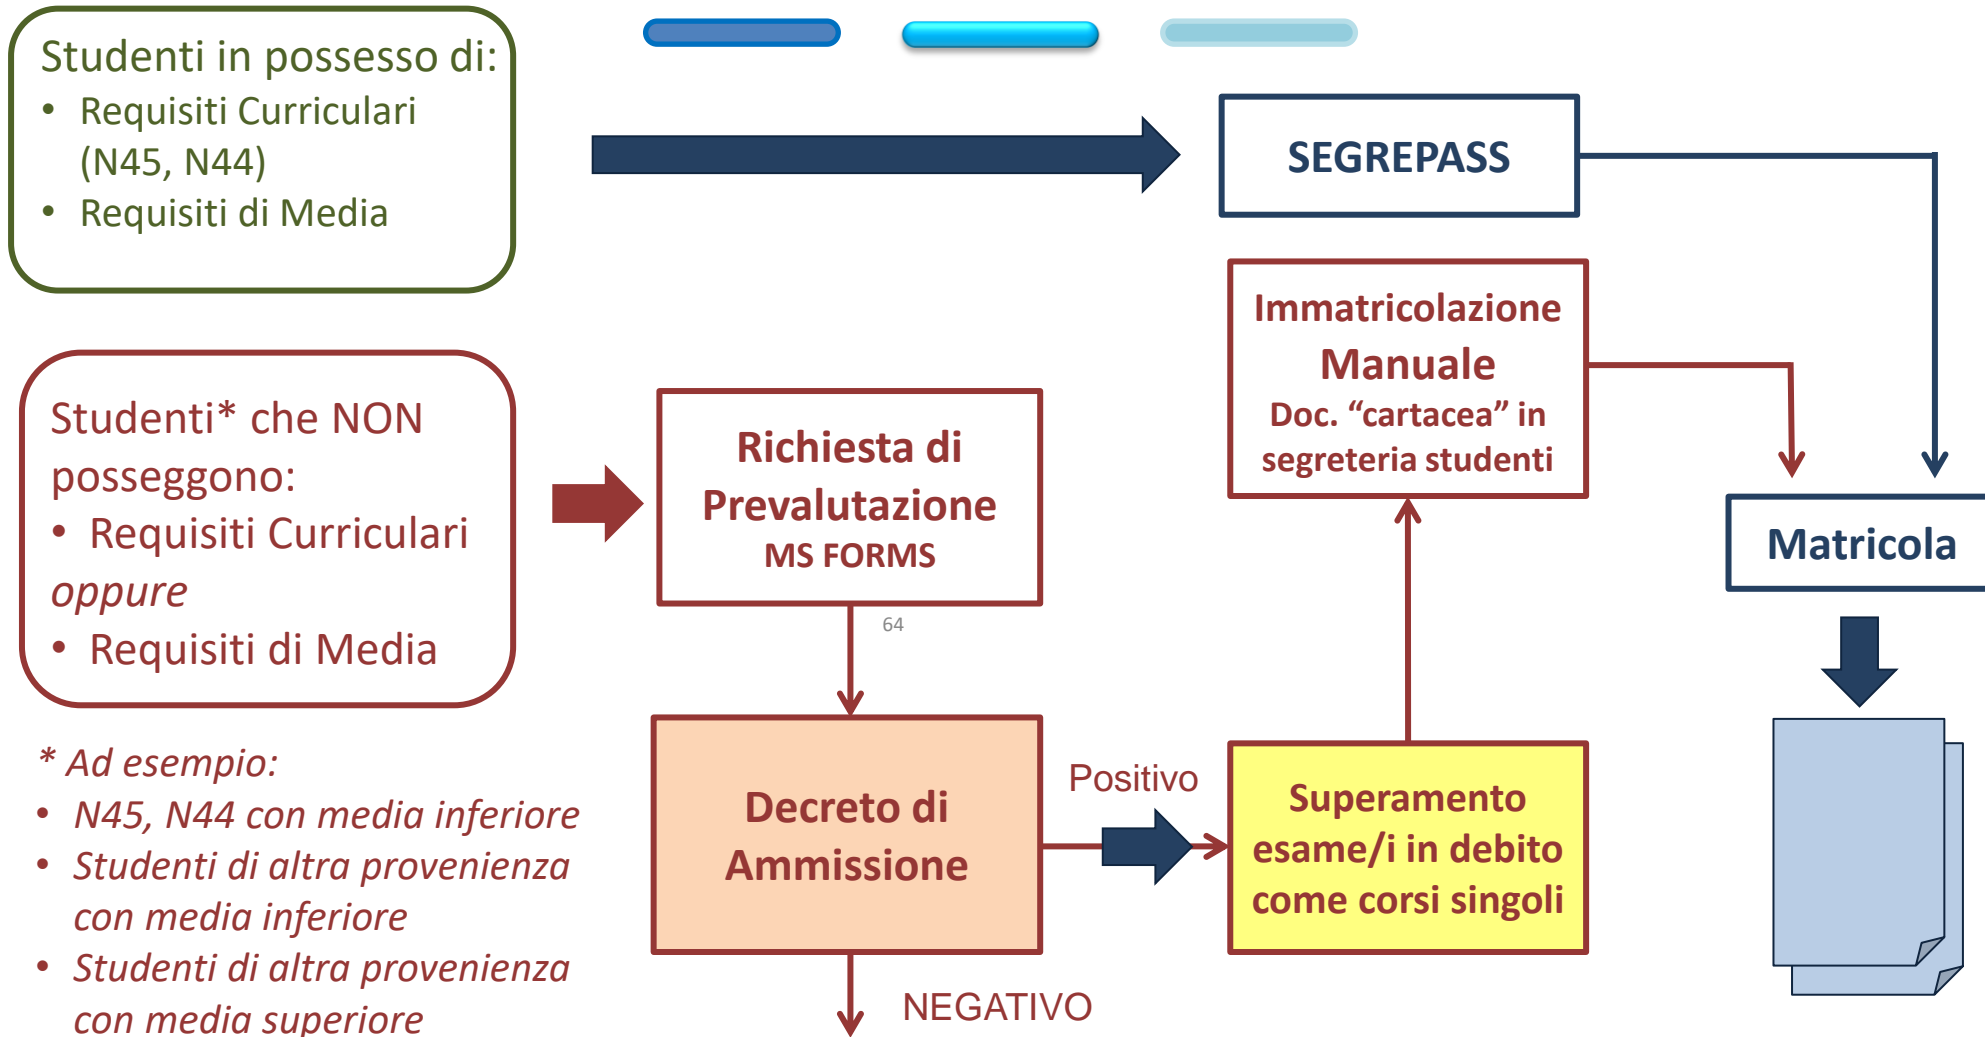 Studenti in possesso di:
• Requisiti Curriculari
(N45, N44)
• Requisiti di Media
SEGREPASS
Studenti* che NON
posseggono:
• Requisiti Curriculari
oppure
• Requisiti di Media
Richiesta di
Prevalutazione
MS FORMS
Immatricolazione
Manuale
Doc. “cartacea” in
segreteria studenti
Matricola
64
* Ad esempio:
• N45, N44 con media inferiore
• Studenti di altra provenienza
con media inferiore
• Studenti di altra provenienza
con media superiore
Decreto di
Ammissione
Positivo
Superamento
esame/i in debito
come corsi singoli
NEGATIVO